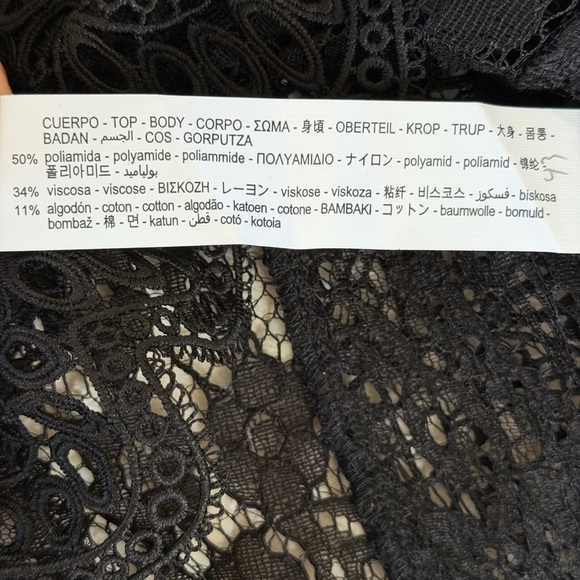 CUERPO - TOP - BODY - CORPO - ΣΩΜΑ - 身頃 - OBERTEIL - KROP - TRUP - 大身 - 몸통 -
BADAN - الجسم - COS - GORPUTZA
50% poliamida - polyamide - poliammide - ΠΟΛΥΑΜΙΔΙΟ - ナイロン - polyamid - poliamid - 锦纶 -
폴리아미드 - بولياميد
34% viscosa - viscose - ΒΙΣΚΟΖΗ - レーヨン - viskose - viskoza - 粘纤 - 비스코스 - فسكوز - biskosa
11% algodón - coton - cotton - algodão - katoen - cotone - BAMBAKI - コットン - baumwolle - bomuld -
bombaž - 棉 - 면 - katun - قطن - cotó - kotoia